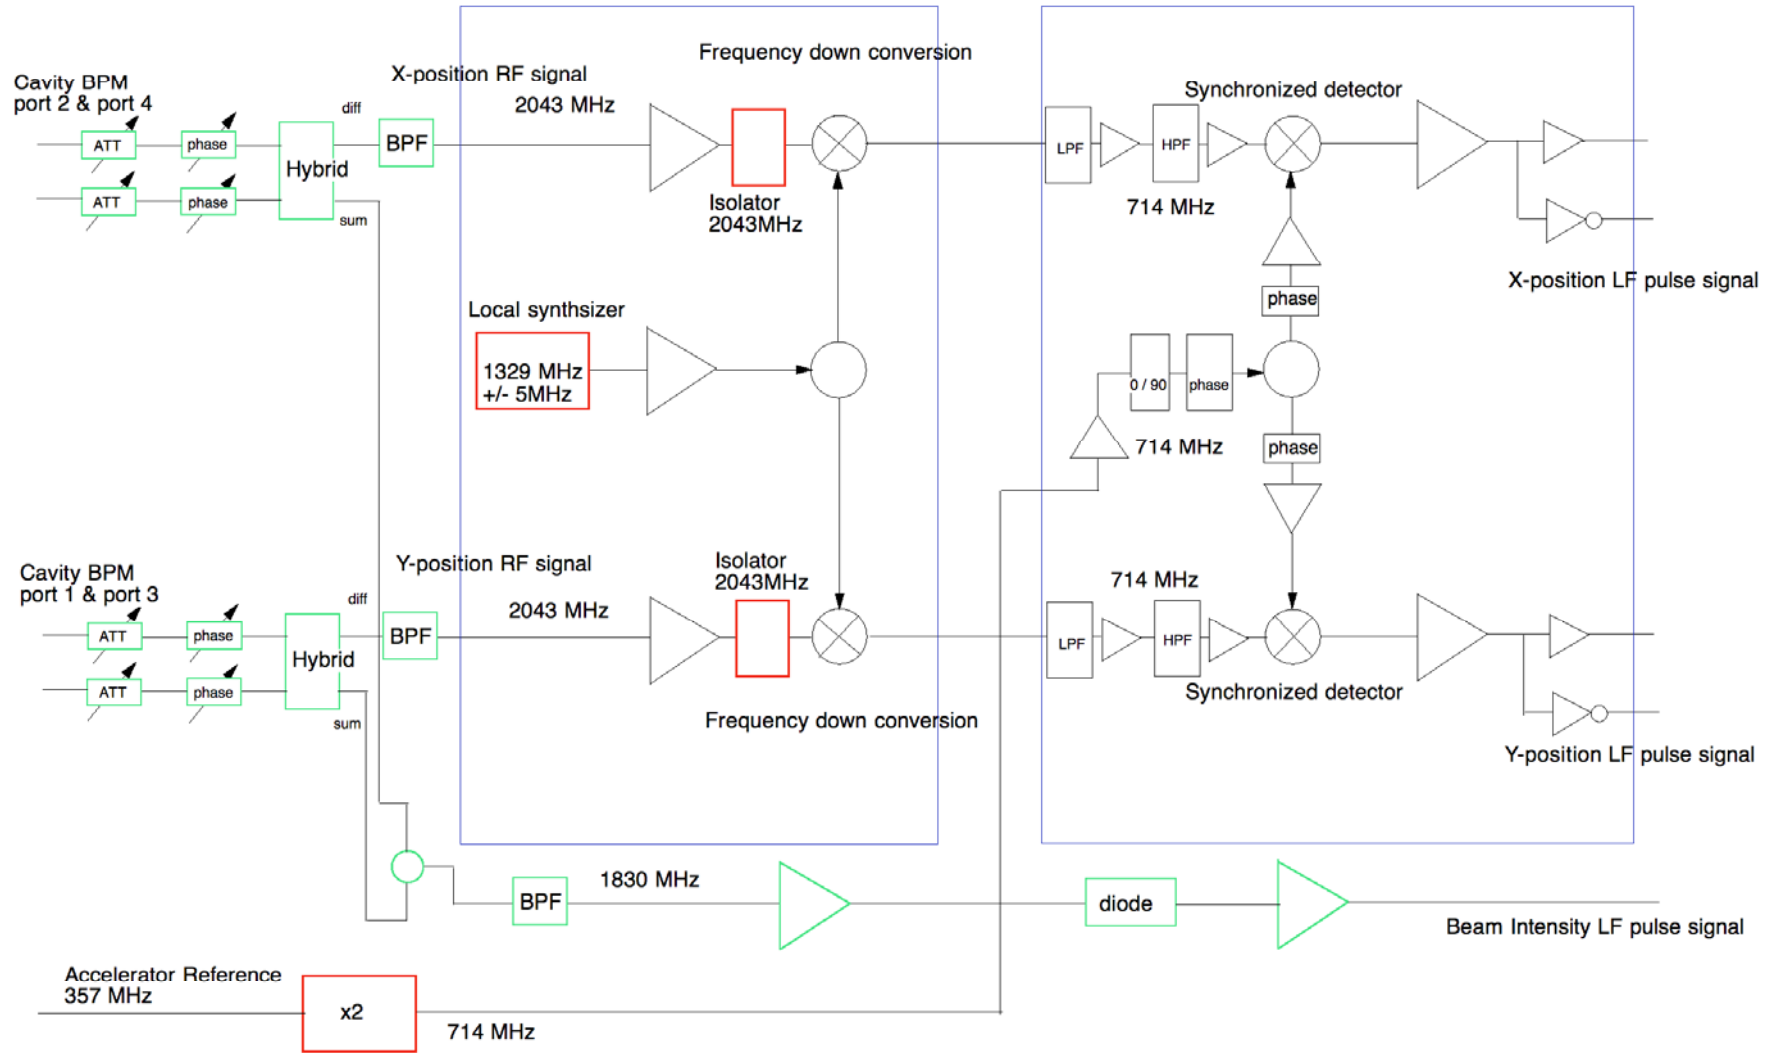 Frequency down conversion
X-position RF signal
2043 MHz
Cavity BPM
port 2 & port 4
diff
Synchronized detector
ATT
phase
Hybrid
BPF
LPF
HPF
ATT
phase
sum
Isolator
2043MHz
714 MHz
X-position LF pulse signal
phase
Local synthsizer
1329 MHz
+/- 5MHz
0 / 90
phase
714 MHz
phase
Y-position RF signal
Isolator
2043MHz
2043 MHz
714 MHz
Cavity BPM
port 1 & port 3
diff
ATT
phase
Hybrid
BPF
LPF
HPF
ATT
phase
sum
Synchronized detector
Frequency down conversion
Y-position LF pulse signal
1830 MHz
BPF
diode
Beam Intensity LF pulse signal
Accelerator Reference
357 MHz
x2
714 MHz